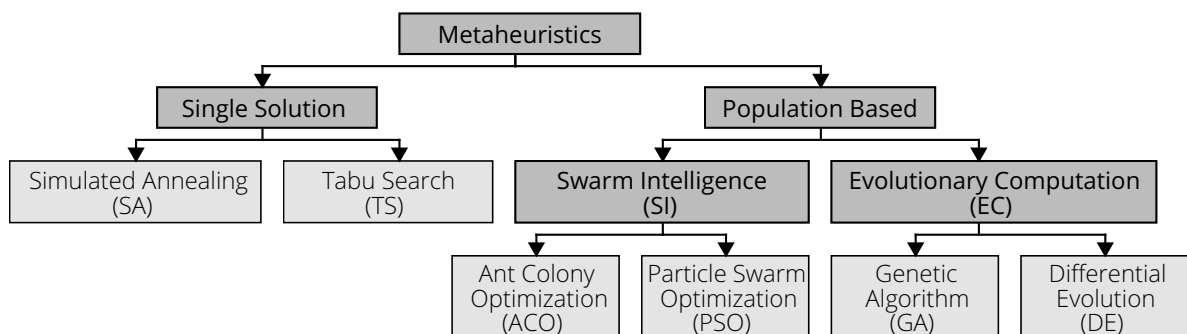 Metaheuristics
Single Solution
Population Based
Simulated Annealing
(SA)
Tabu Search
(TS)
Swarm Intelligence
(SI)
Evolutionary Computation
(EC)
Ant Colony
Optimization
(ACO)
Particle Swarm
Optimization
(PSO)
Genetic
Algorithm
(GA)
Differential
Evolution
(DE)